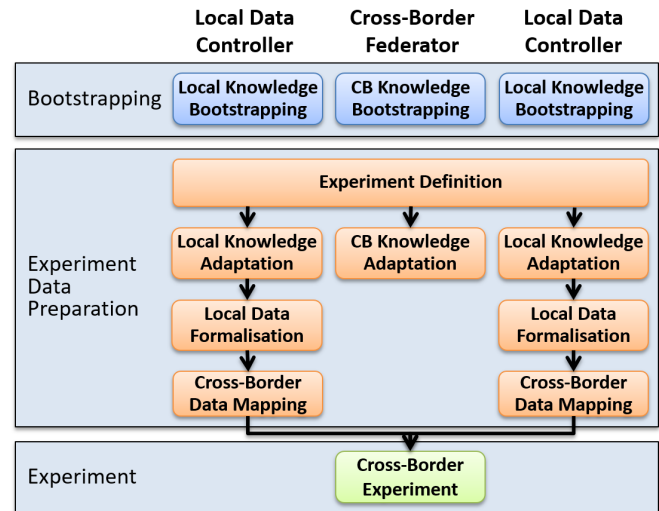 Local Data
Controller
Cross-Border
Federator
Local Data
Controller
Bootstrapping
Local Knowledge
Bootstrapping
CB Knowledge
Bootstrapping
Local Knowledge
Bootstrapping
Experiment
Data
Preparation
Experiment Definition
Local Knowledge
Adaptation
CB Knowledge
Adaptation
Local Knowledge
Adaptation
Local Data
Formalisation
Local Data
Formalisation
Cross-Border
Data Mapping
Cross-Border
Data Mapping
Experiment
Cross-Border
Experiment